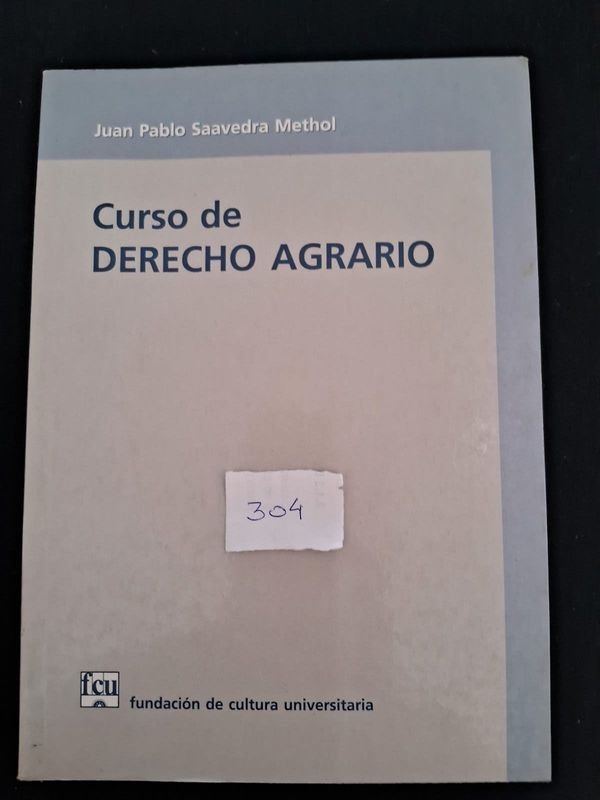 Juan Pablo Saavedra Methol
Curso de
DERECHO AGRARIO
304
fcu
fundación de cultura universitaria